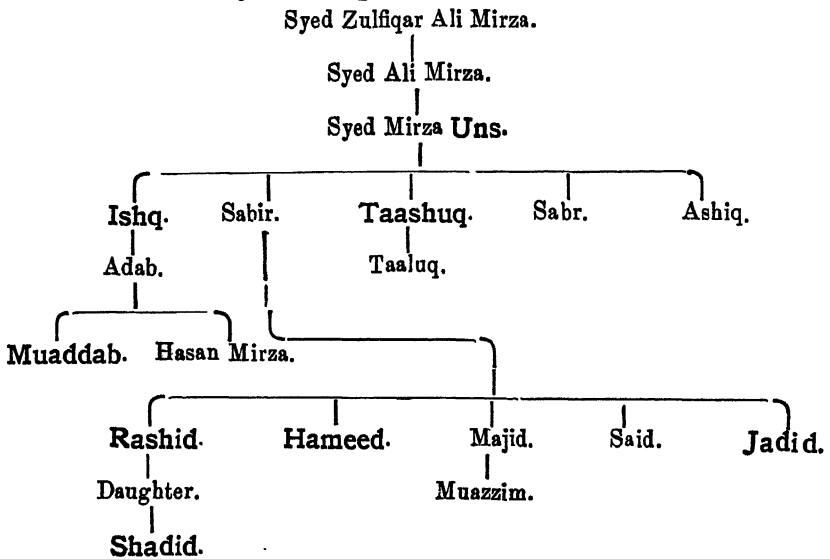 Syed Zulfiqar Ali Mirza.
Syed Ali Mirza.
Syed Mirza Uns.
Ishq. Sabir. Taashuq. Sabr. Ashiq.
Adab. Taaluq.
Muaddab. Hasan Mirza.
Rashid. Hameed. Majid. Said. Jadid.
Daughter. Muazzim.
Shadid.